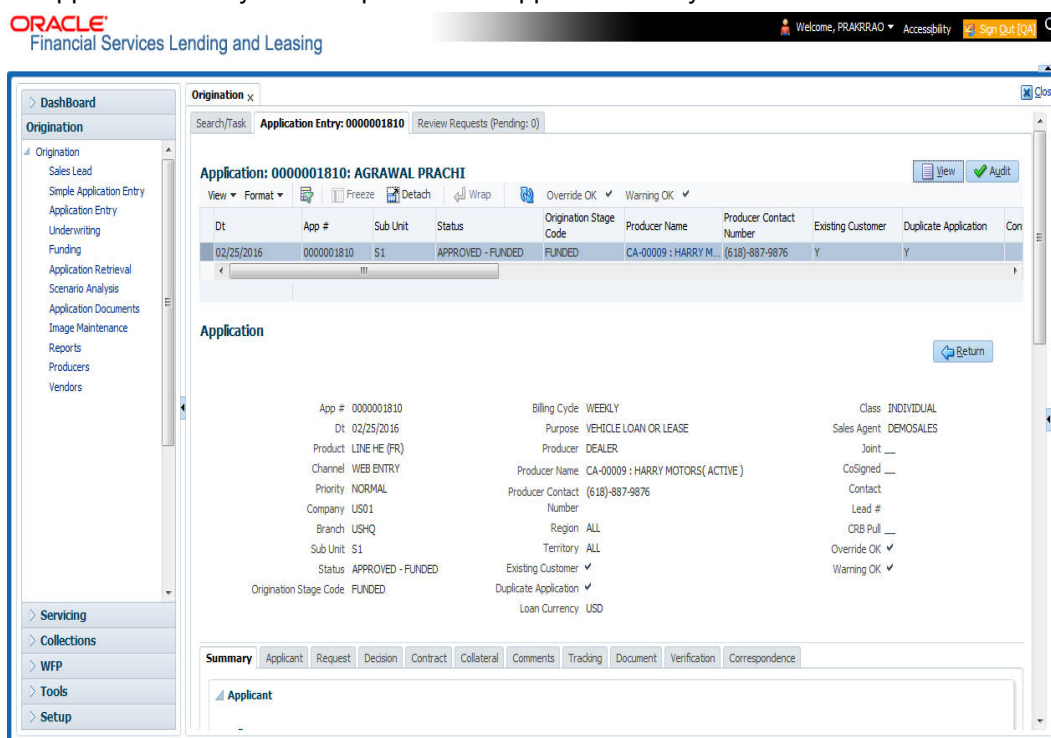 ORACLE®
Financial Services Lending and Leasing
Welcome, PRAKRRAO Accessibility Sign Out [QA]
DashBoard
Origination
Origination
Sales Lead
Simple Application Entry
Application Entry
Underwriting
Funding
Application Retrieval
Scenario Analysis
Application Documents
Image Maintenance
Reports
Producers
Vendors
Servicing
Collections
WFP
Tools
Setup
Origination x
Clos
Search/Task Application Entry: 0000001810 Review Requests (Pending: 0)
Application: 0000001810: AGRAWAL PRACHI
View Audit
View Format Freeze Detach Wrap Override OK Warning OK
Dt App # Sub Unit Status Origination Stage Code Producer Name Producer Contact Number Existing Customer Duplicate Application Con
02/25/2016 0000001810 S1 APPROVED - FUNDED FUNDED CA-00009 : HARRY M... (618)-887-9876 Y Y
Application
Return
App # 0000001810
Dt 02/25/2016
Product LINE HE (FR)
Channel WEB ENTRY
Priority NORMAL
Company US01
Branch USHQ
Sub Unit S1
Status APPROVED - FUNDED
Origination Stage Code FUNDED
Billing Cycle WEEKLY
Purpose VEHICLE LOAN OR LEASE
Producer DEALER
Producer Name CA-00009 : HARRY MOTORS( ACTIVE )
Producer Contact Number (618)-887-9876
Region ALL
Territory ALL
Existing Customer
Duplicate Application
Loan Currency USD
Class INDIVIDUAL
Sales Agent DEMOSALES
Joint
CoSigned
Contact
Lead #
CRB Pull
Override OK
Warning OK
Summary Applicant Request Decision Contract Collateral Comments Tracking Document Verification Correspondence
Applicant